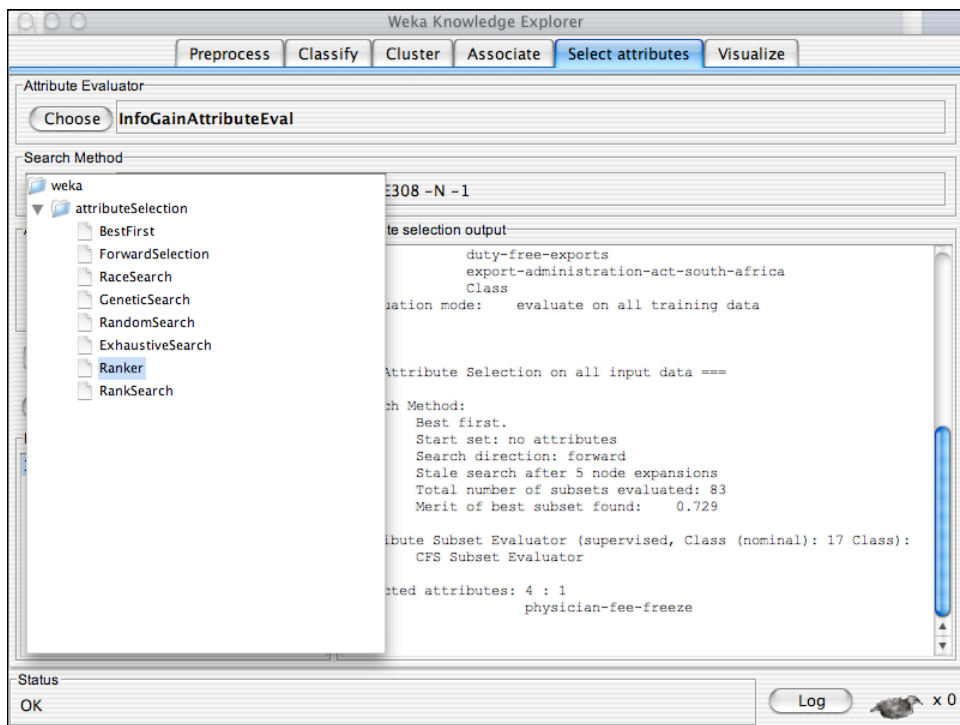 Weka Knowledge Explorer
Preprocess Classify Cluster Associate Select attributes Visualize
Attribute Evaluator
Choose InfoGainAttributeEval
Search Method
E308 -N -1
weka
attributeSelection
BestFirst
ForwardSelection
RaceSearch
GeneticSearch
RandomSearch
ExhaustiveSearch
Ranker
RankSearch
te selection output
duty-free-exports
export-administration-act-south-africa
Class
uation mode: evaluate on all training data
Attribute Selection on all input data ===
ch Method:
Best first.
Start set: no attributes
Search direction: forward
Stale search after 5 node expansions
Total number of subsets evaluated: 83
Merit of best subset found: 0.729
ibute Subset Evaluator (supervised, Class (nominal): 17 Class):
CFS Subset Evaluator
cted attributes: 4 : 1
physician-fee-freeze
Status
OK
Log
x 0